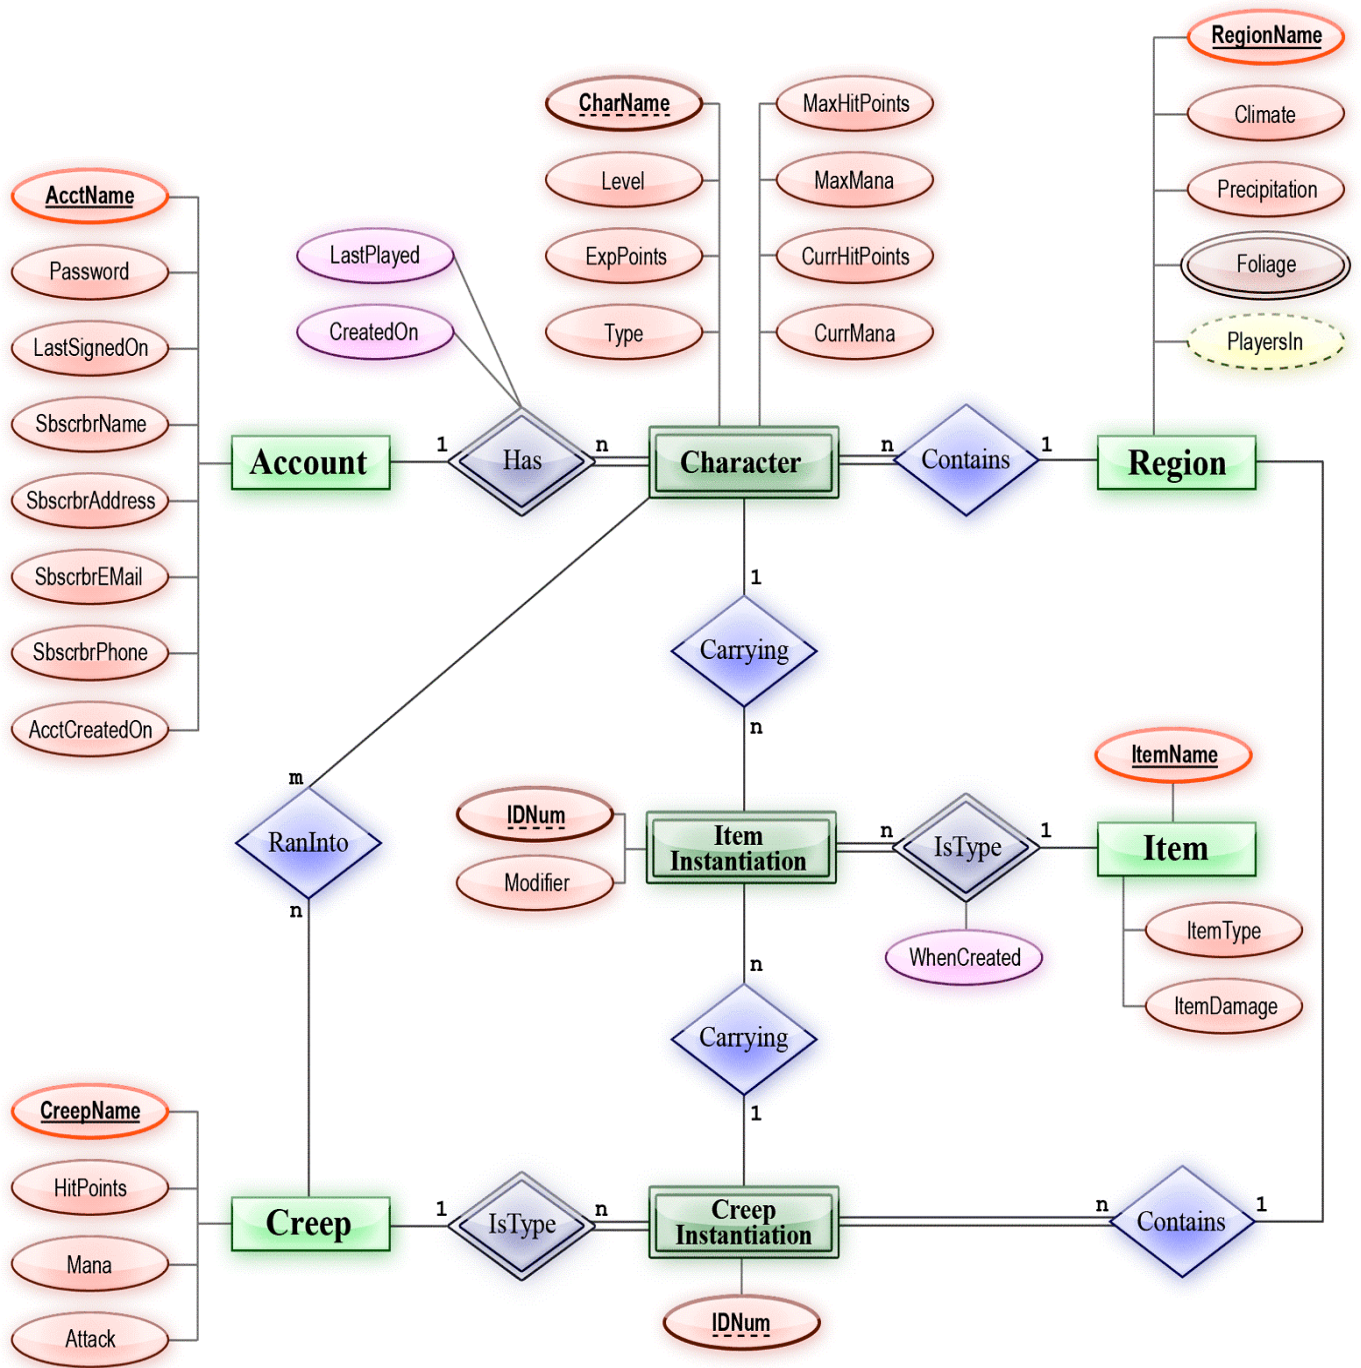 RegionName
CharName
MaxHitPoints
Climate
Level
MaxMana
Precipitation
AcctName
LastPlayed
ExpPoints
CurrHitPoints
Foliage
Password
CreatedOn
Type
CurrMana
PlayersIn
LastSignedOn
SbscrbrName
Account
1
Has
n
Character
n
Contains
1
Region
SbscrbrAddress
SbscrbrEMail
1
SbscrbrPhone
Carrying
AcctCreatedOn
n
ItemName
m
RanInto
IDNum
Modifier
Item
Instantiation
n
IsType
1
Item
n
WhenCreated
ItemType
ItemDamage
n
Carrying
1
CreepName
HitPoints
Creep
1
IsType
n
Creep
Instantiation
n
Contains
1
Mana
Attack
IDNum